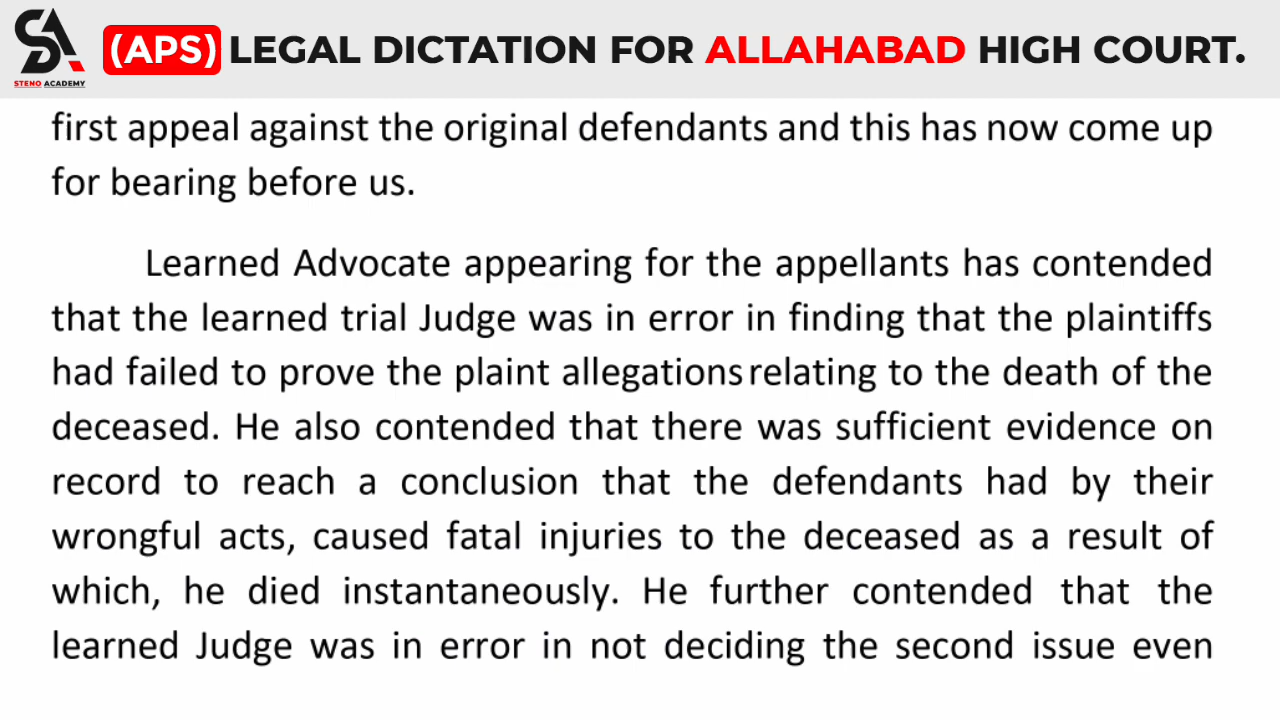 SA
STENO ACADEMY
(APS) LEGAL DICTATION FOR ALLAHABAD HIGH COURT.
first appeal against the original defendants and this has now come up
for bearing before us.
Learned Advocate appearing for the appellants has contended
that the learned trial Judge was in error in finding that the plaintiffs
had failed to prove the plaint allegations relating to the death of the
deceased. He also contended that there was sufficient evidence on
record to reach a conclusion that the defendants had by their
wrongful acts, caused fatal injuries to the deceased as a result of
which, he died instantaneously. He further contended that the
learned Judge was in error in not deciding the second issue even